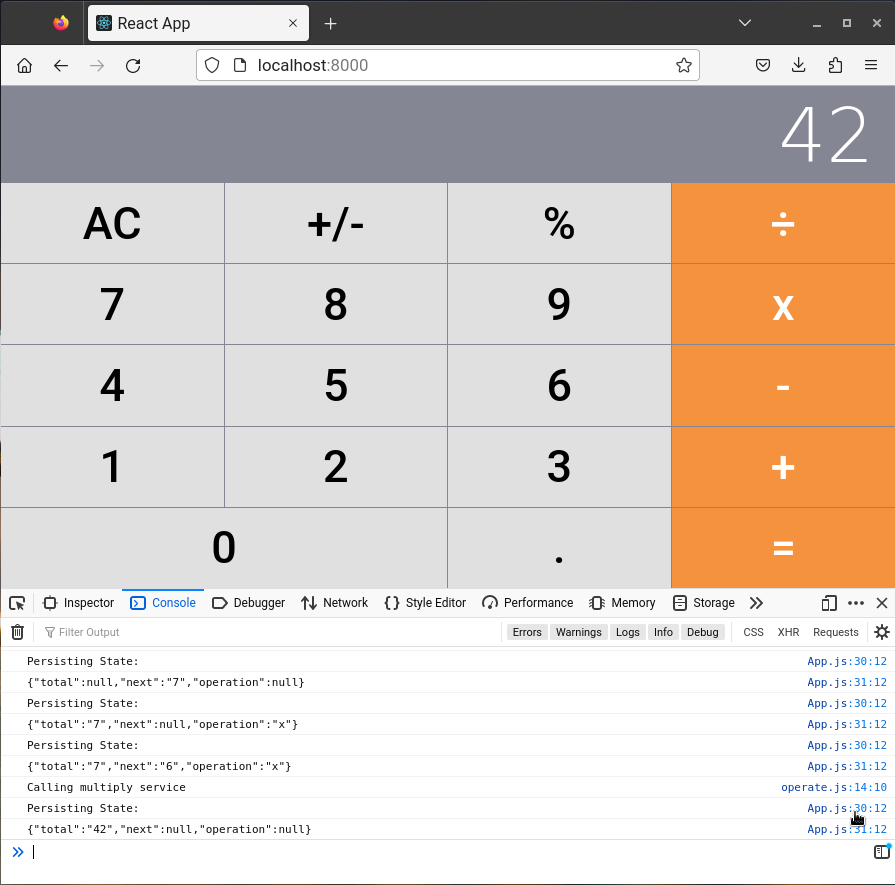 React App
localhost:8000
42
AC +/- % ÷
7 8 9 x
4 5 6 -
1 2 3 +
0 . =
Inspector Console Debugger Network Style Editor Performance Memory Storage
Filter Output Errors Warnings Logs Info Debug CSS XHR Requests
Persisting State: App.js:30:12
{"total":null,"next":"7","operation":null} App.js:31:12
Persisting State: App.js:30:12
{"total":"7","next":null,"operation":"x"} App.js:31:12
Persisting State: App.js:30:12
{"total":"7","next":"6","operation":"x"} App.js:31:12
Calling multiply service operate.js:14:10
Persisting State: App.js:30:12
{"total":"42","next":null,"operation":null} App.js:31:12